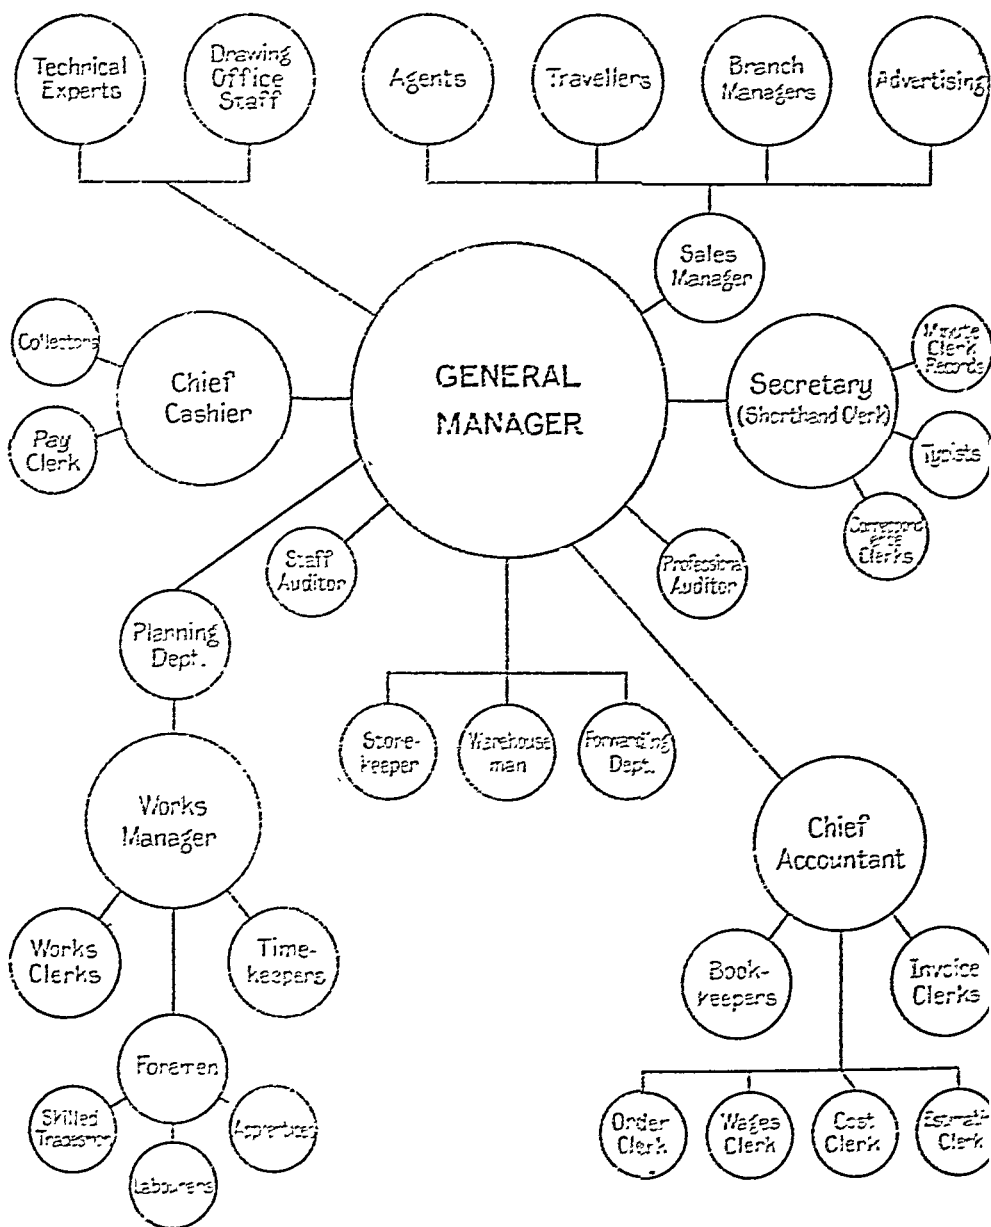 Technical
Experts
Drawing
Office
Staff
Agents
Travellers
Branch
Managers
Advertising
Sales
Manager
Collectors
Chief
Cashier
GENERAL
MANAGER
Secretary
(Shorthand Clerk)
Minute
Clerk
Records
Pay
Clerk
Typists
Staff
Auditor
Professional
Auditor
Correspond
ence
Clerks
Planning
Dept.
Store-
keeper
Warehouse
man
Forwarding
Dept.
Works
Manager
Chief
Accountant
Works
Clerks
Time-
keepers
Book-
keepers
Invoice
Clerks
Foremen
Skilled
Tradesmen
Apprentices
Labourers
Order
Clerk
Wages
Clerk
Cost
Clerk
Clerk